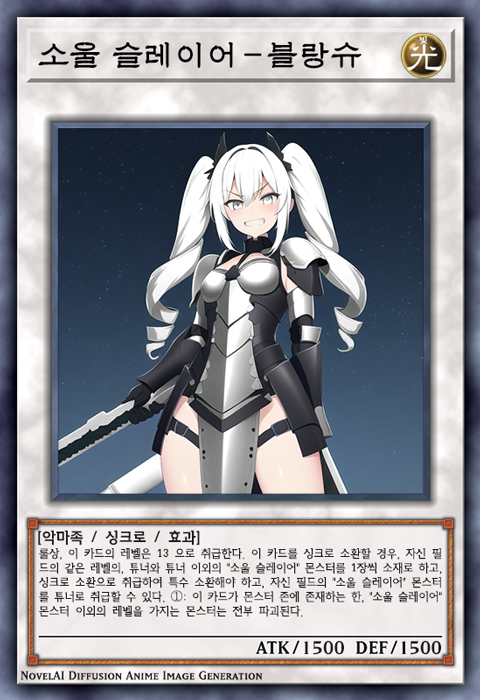 소울 슬레이어-블랑슈
빛
光
[악마족 / 싱크로 / 효과]
룰상, 이 카드의 레벨은 13 으로 취급한다. 이 카드를 싱크로 소환할 경우, 자신 필
드의 같은 레벨의, 튜너와 튜너 이외의 "소울 슬레이어" 몬스터를 1장씩 소재로 하고,
싱크로 소환으로 취급하여 특수 소환해야 하고, 자신 필드의 "소울 슬레이어" 몬스터
를 튜너로 취급할 수 있다. ①: 이 카드가 몬스터 존에 존재하는 한, "소울 슬레이어"
몬스터 이외의 레벨을 가지는 몬스터는 전부 파괴된다.
ATK/1500 DEF/1500
NovelAI Diffusion Anime Image Generation